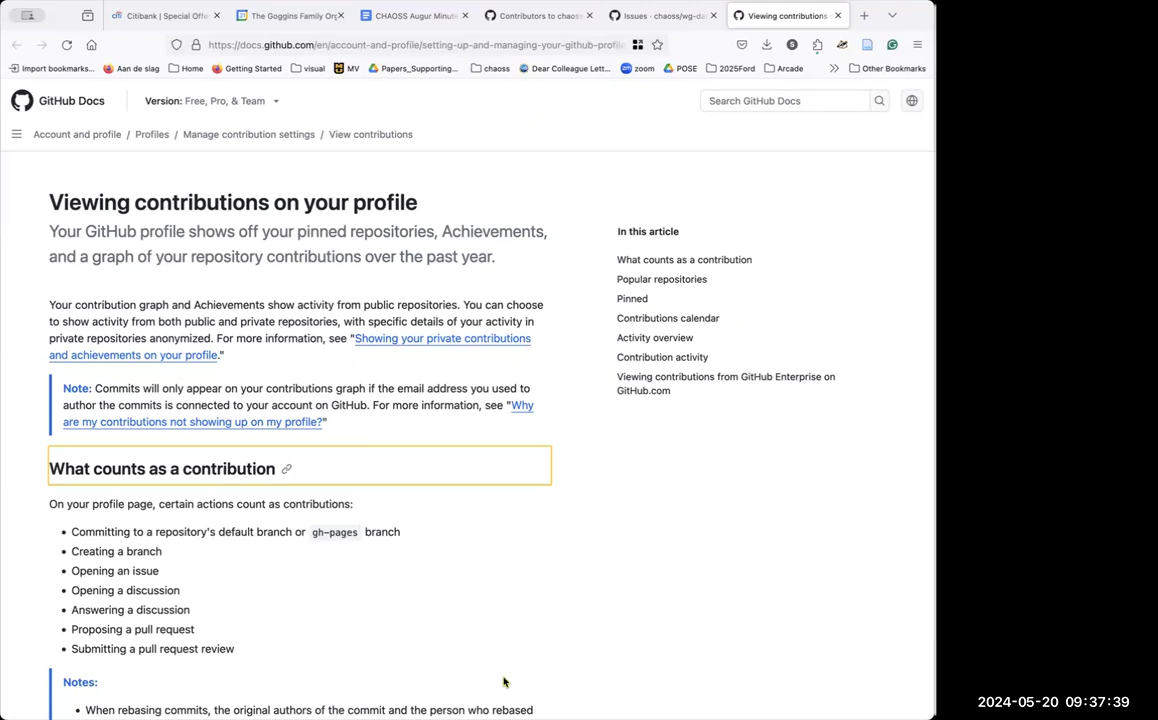 Citibank | Special Offe
The Goggins Family Org
CHAOSS Augur Minute
Contributors to chaos
Issues · chaoss/wg-da
Viewing contributions
https://docs.github.com/en/account-and-profile/setting-up-and-managing-your-github-profil
S
Import bookmarks...
Aan de slag
Home
Getting Started
visual
MV
Papers_Supporting...
chaoss
Dear Colleague Lett...
zoom
POSE
2025Ford
Arcade
Other Bookmarks
GitHub Docs
Version: Free, Pro, & Team
Search GitHub Docs
Account and profile / Profiles / Manage contribution settings / View contributions
Viewing contributions on your profile
Your GitHub profile shows off your pinned repositories, Achievements,
and a graph of your repository contributions over the past year.
Your contribution graph and Achievements show activity from public repositories. You can choose
to show activity from both public and private repositories, with specific details of your activity in
private repositories anonymized. For more information, see "Showing your private contributions
and achievements on your profile."
Note: Commits will only appear on your contributions graph if the email address you used to
author the commits is connected to your account on GitHub. For more information, see "Why
are my contributions not showing up on my profile?"
What counts as a contribution
On your profile page, certain actions count as contributions:
• Committing to a repository's default branch or gh-pages branch
• Creating a branch
• Opening an issue
• Opening a discussion
• Answering a discussion
• Proposing a pull request
• Submitting a pull request review
Notes:
• When rebasing commits, the original authors of the commit and the person who rebased
In this article
What counts as a contribution
Popular repositories
Pinned
Contributions calendar
Activity overview
Contribution activity
Viewing contributions from GitHub Enterprise on
GitHub.com
2024-05-20 09:37:39